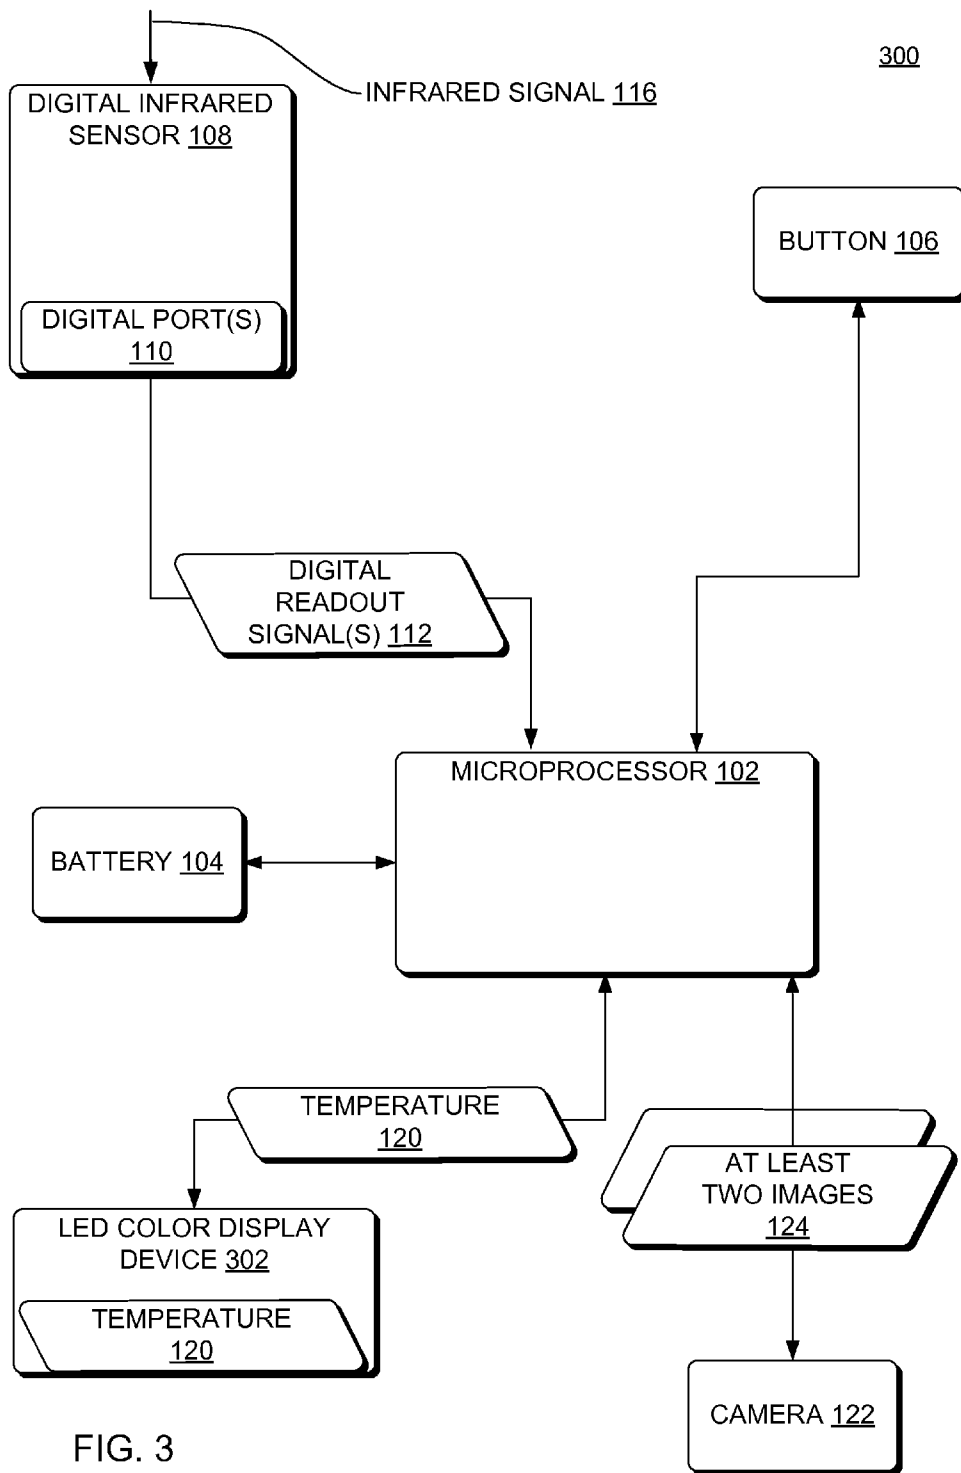 300
INFRARED SIGNAL 116
DIGITAL INFRARED
SENSOR 108
DIGITAL PORT(S)
110
BUTTON 106
DIGITAL
READOUT
SIGNAL(S) 112
MICROPROCESSOR 102
BATTERY 104
TEMPERATURE
120
AT LEAST
TWO IMAGES
124
LED COLOR DISPLAY
DEVICE 302
TEMPERATURE
120
CAMERA 122
FIG. 3